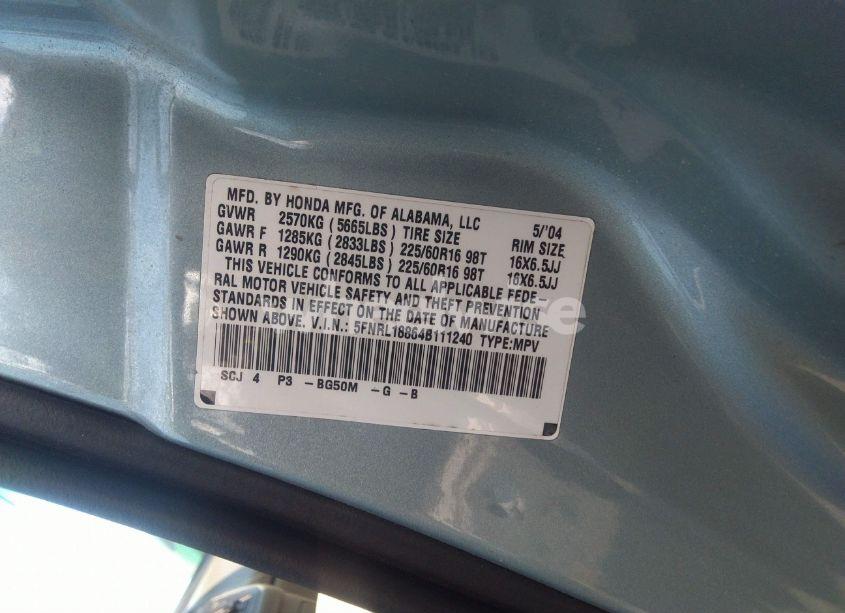 MFD. BY HONDA MFG. OF ALABAMA, LLC 5/'04
GVWR 2570KG (5665LBS) TIRE SIZE RIM SIZE
GAWR F 1285KG (2833LBS) 225/60R16 98T 16X6.5JJ
GAWR R 1290KG (2845LBS) 225/60R16 98T 16X6.5JJ
THIS VEHICLE CONFORMS TO ALL APPLICABLE FEDE-
RAL MOTOR VEHICLE SAFETY AND THEFT PREVENTION
STANDARDS IN EFFECT ON THE DATE OF MANUFACTURE
SHOWN ABOVE. V.I.N.: 5FNRL18864B111240 TYPE:MPV
SCJ 4 P3 -BG50M -G -B